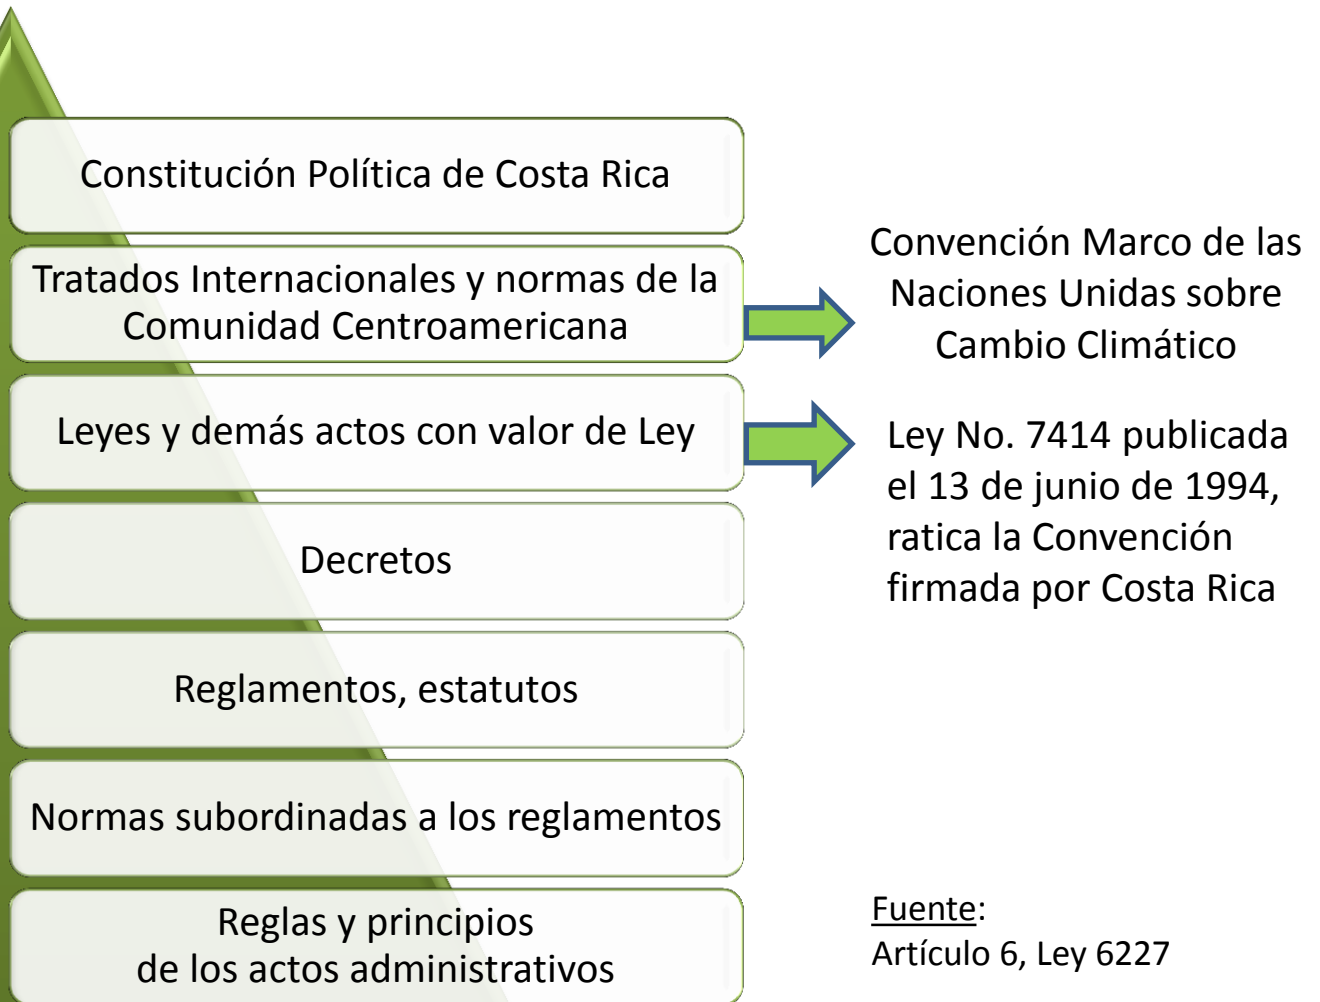 Constitución Política de Costa Rica
Tratados Internacionales y normas de la
Comunidad Centroamericana
Convención Marco de las
Naciones Unidas sobre
Cambio Climático
Leyes y demás actos con valor de Ley
Ley No. 7414 publicada
el 13 de junio de 1994,
ratica la Convención
firmada por Costa Rica
Decretos
Reglamentos, estatutos
Normas subordinadas a los reglamentos
Reglas y principios
de los actos administrativos
Fuente:
Artículo 6, Ley 6227